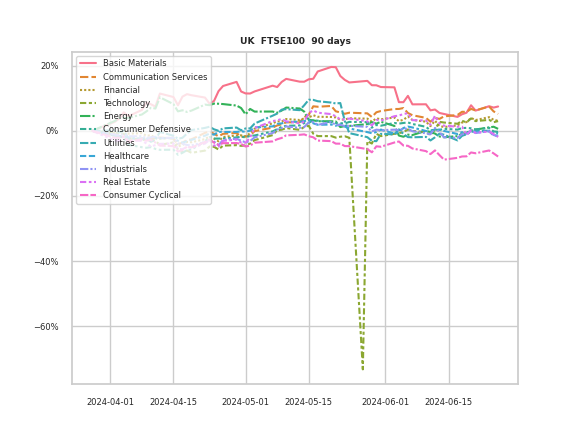 UK  FTSE100  90 days
20%
0%
−20%
−40%
−60%
Basic Materials
Communication Services
Financial
Technology
Energy
Consumer Defensive
Utilities
Healthcare
Industrials
Real Estate
Consumer Cyclical
2024-04-01
2024-04-15
2024-05-01
2024-05-15
2024-06-01
2024-06-15